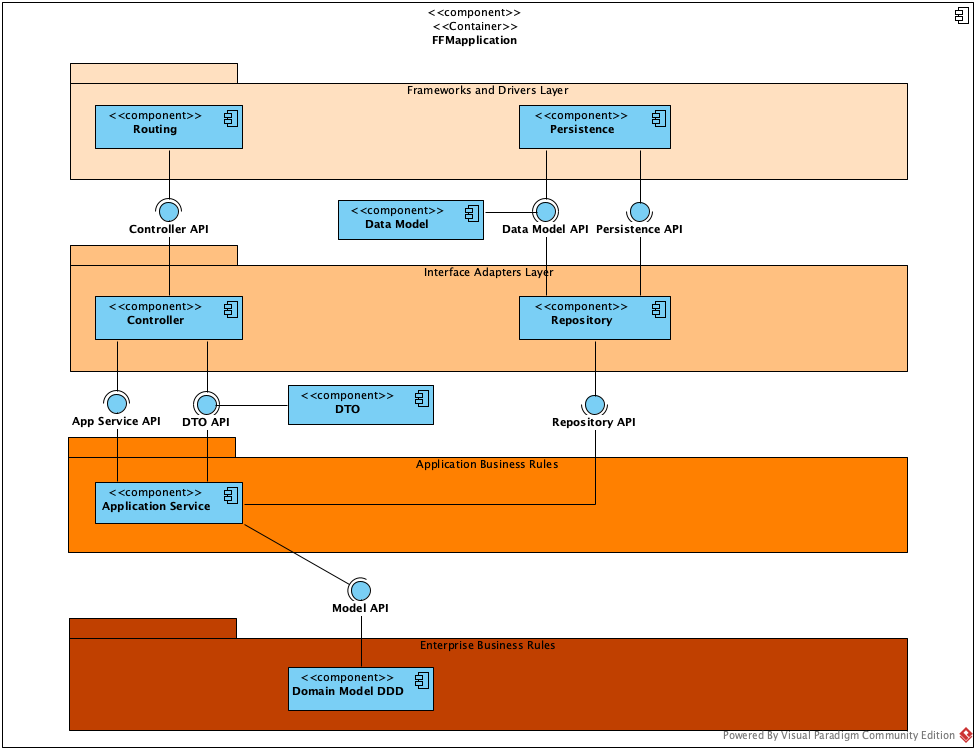 <<component>>
<<Container>>
FFMapplication
Frameworks and Drivers Layer
<<component>>
Routing
<<component>>
Persistence
<<component>>
Data Model
Controller API
Data Model API
Persistence API
Interface Adapters Layer
<<component>>
Controller
<<component>>
Repository
<<component>>
DTO
App Service API
DTO API
Repository API
Application Business Rules
<<component>>
Application Service
Model API
Enterprise Business Rules
<<component>>
Domain Model DDD
Powered By Visual Paradigm Community Edition